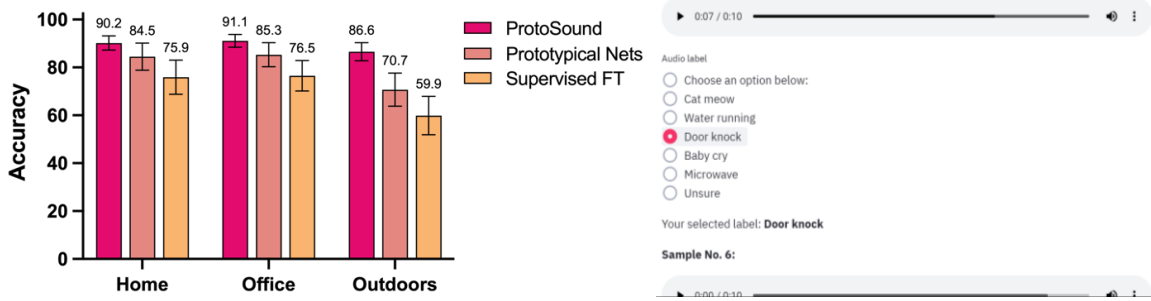 100
80
60
40
20
0
Accuracy
90.2
84.5
75.9
91.1
85.3
76.5
86.6
70.7
59.9
Home
Office
Outdoors
ProtoSound
Prototypical Nets
Supervised FT
0:07 / 0:10
Audio label
Choose an option below:
Cat meow
Water running
Door knock
Baby cry
Microwave
Unsure
Your selected label: Door knock
Sample No. 6:
0:00 / 0:10